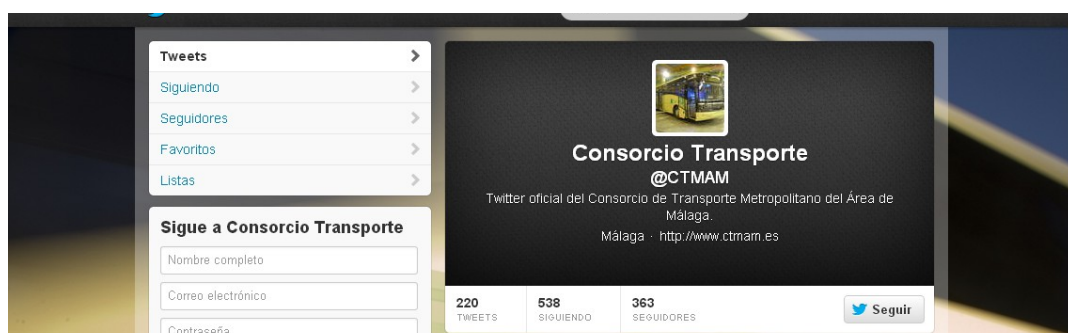 Tweets
Siguiendo
Seguidores
Favoritos
Listas
Sigue a Consorcio Transporte
Nombre completo
Correo electrónico
Contraseña
Consorcio Transporte
@CTMAM
Twitter oficial del Consorcio de Transporte Metropolitano del Área de
Málaga.
Málaga · http://www.ctmam.es
220 538 363
TWEETS SIGUIENDO SEGUIDORES
Seguir